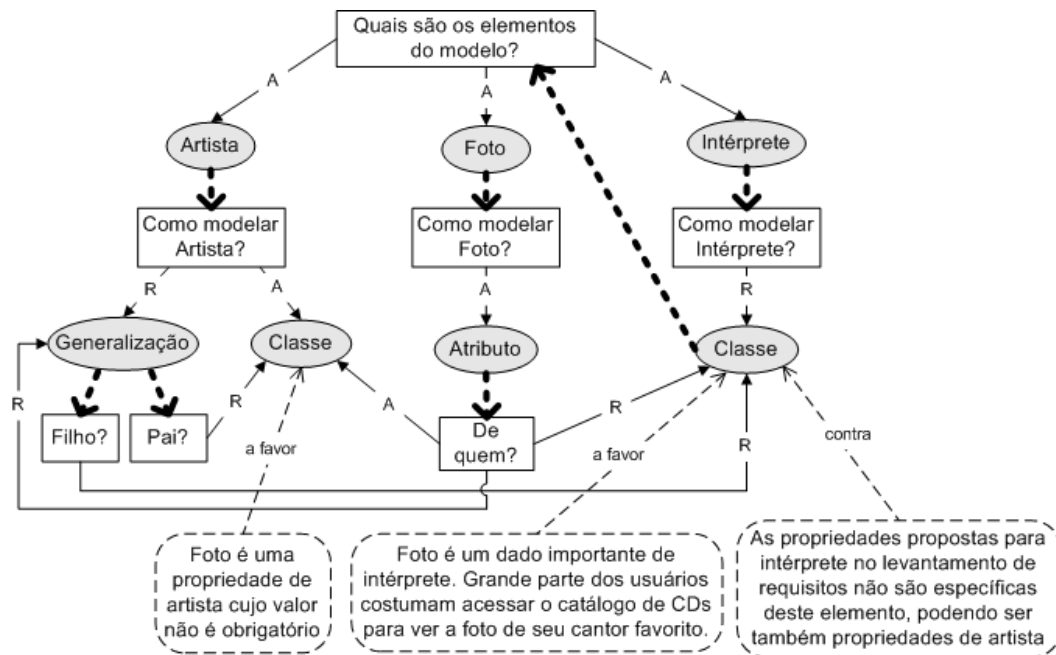 Quais são os elementos
do modelo?
A
A
A
Artista
Foto
Intérprete
Como modelar
Artista?
Como modelar
Foto?
Como modelar
Intérprete?
R
A
A
R
Generalização
Classe
Atributo
Classe
R
R
A
R
Filho?
Pai?
De
quem?
a favor
a favor
contra
R
Foto é uma
propriedade de
artista cujo valor
não é obrigatório
Foto é um dado importante de
intérprete. Grande parte dos usuários
costumam acessar o catálogo de CDs
para ver a foto de seu cantor favorito.
As propriedades propostas para
intérprete no levantamento de
requisitos não são específicas
deste elemento, podendo ser
também propriedades de artista